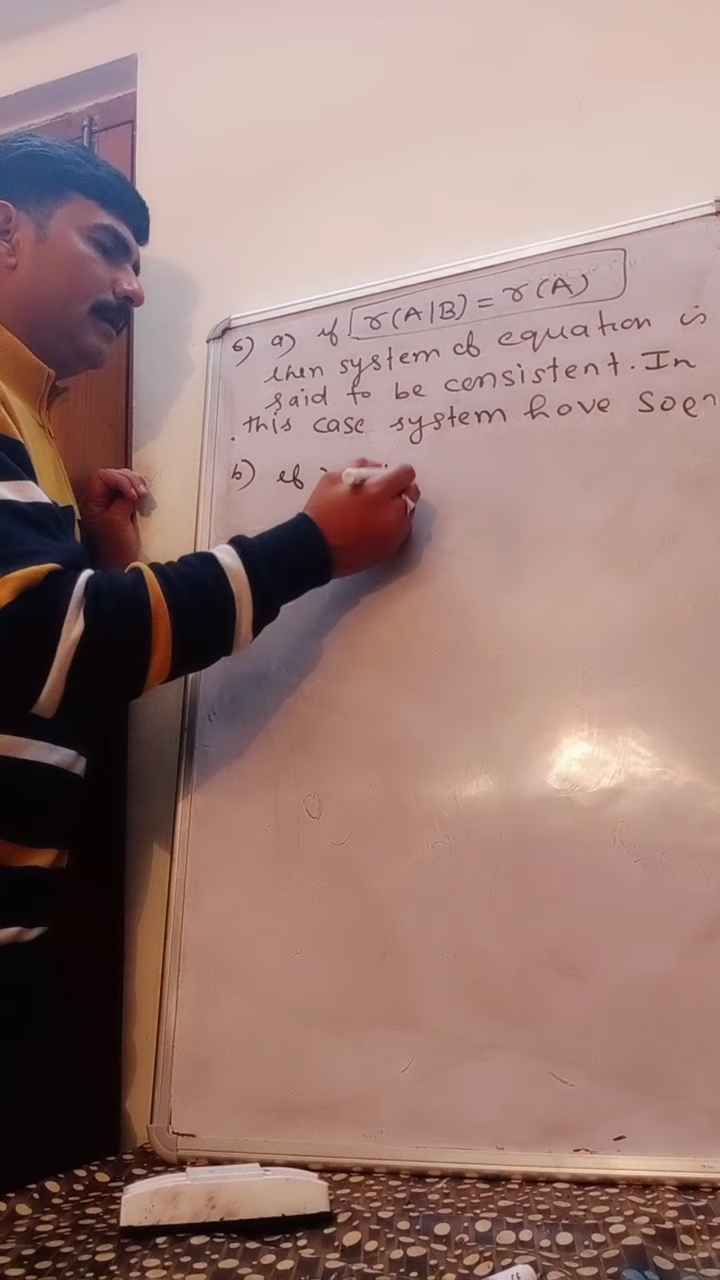 6) a) if r(A|B) = r(A)
then system of equation is
said to be consistent. In
this case system have soln
b) if